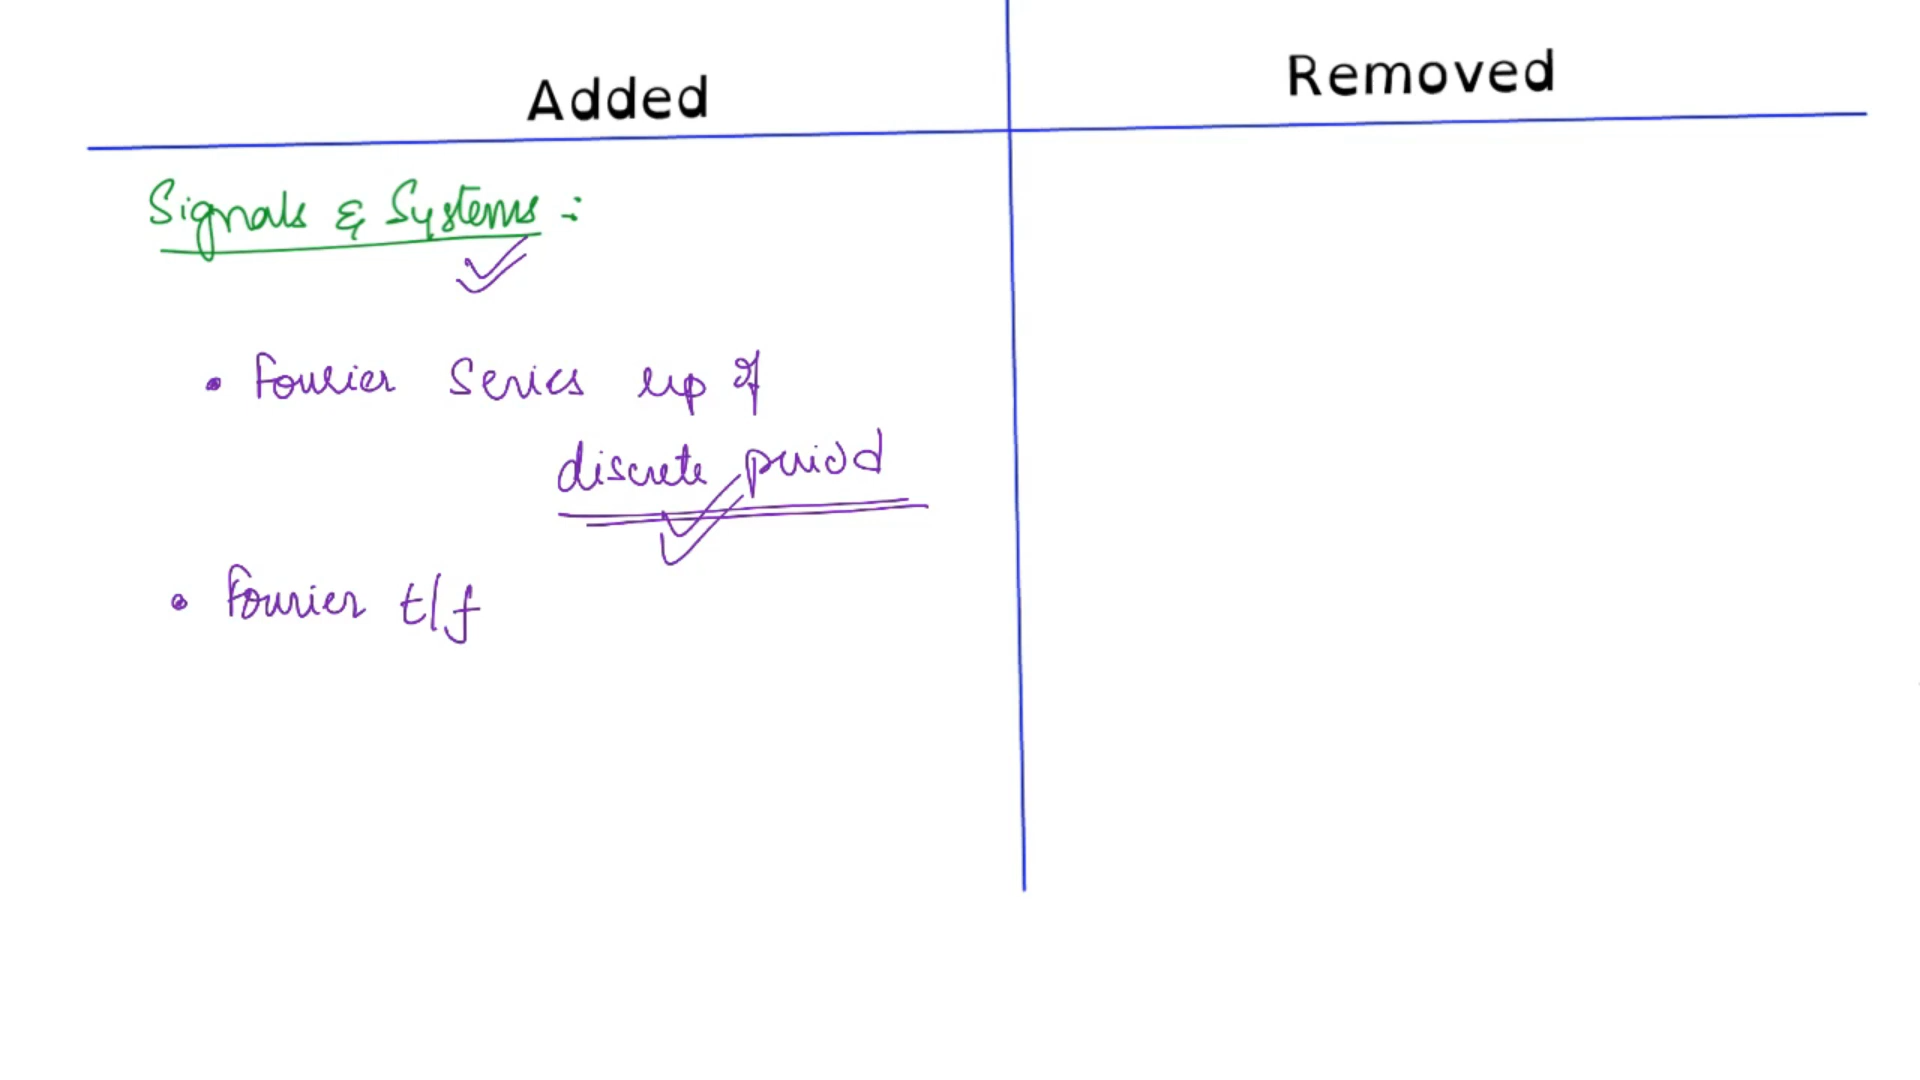 Added
Removed
Signals & Systems :
• Fourier Series rep of
discrete period
• Fourier t/f